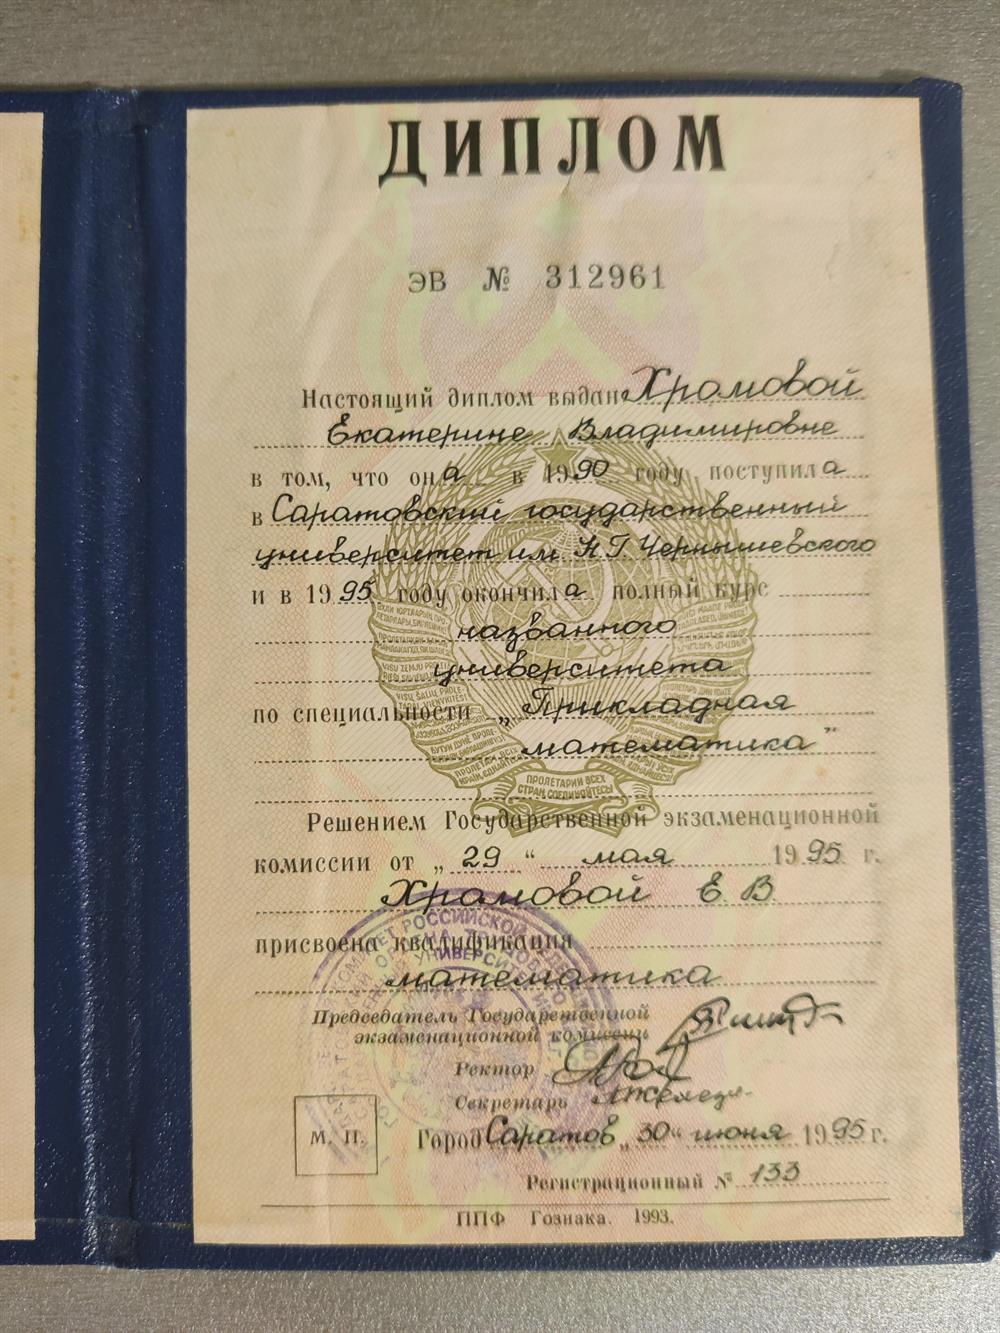 ДИПЛОМ
ЭВ № 312961
Настоящий диплом выдан Храмовой
Екатерине Владимировне
в том, что она в 1990 году поступила
в Саратовский государственный
университет им. Н.Г. Чернышевского
и в 1995 году окончила полный курс
названного
университета
по специальности „Прикладная
математика"
ПРОЛЕТАРИИ ВСЕХ
СТРАН, СОЕДИНЯЙТЕСЬ
Решением Государственной экзаменационной
комиссии от „29“ мая 1995 г.
Храмовой Е. В.
присвоена квалификация
математика
Председатель Государственной
экзаменационной комиссии
Ректор
Секретарь
М. П.
Город Саратов „30“ июня 1995 г.
Регистрационный № 133
ППФ Гознака. 1993.